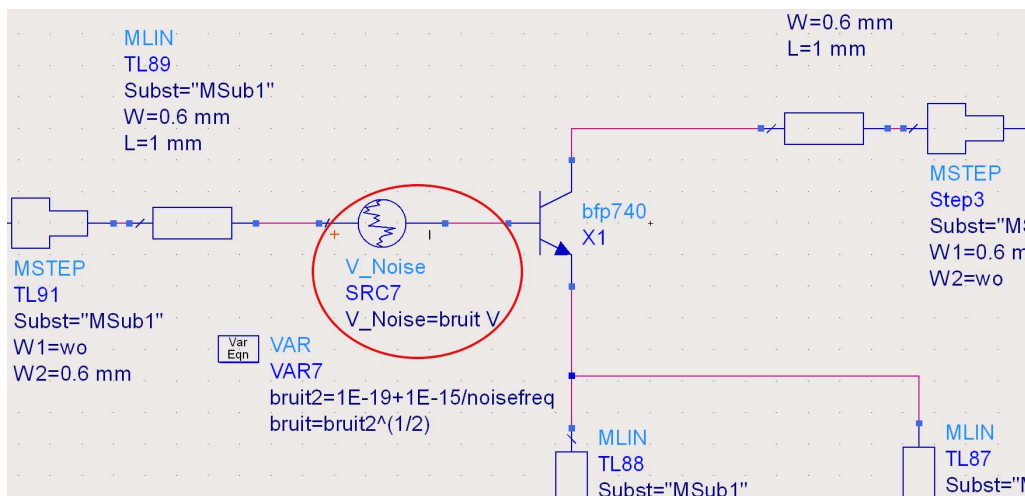 MLIN
TL89
Subst="MSub1"
W=0.6 mm
L=1 mm
W=0.6 mm
L=1 mm
MSTEP
TL91
Subst="MSub1"
W1=wo
W2=0.6 mm
+
V_Noise
SRC7
V_Noise=bruit V
Var
Eqn
VAR
VAR7
bruit2=1E-19+1E-15/noisefreq
bruit=bruit2^(1/2)
bfp740
X1
MSTEP
Step3
Subst="MS
W1=0.6 m
W2=wo
MLIN
TL88
Subst="MSub1"
MLIN
TL87
Subst="M